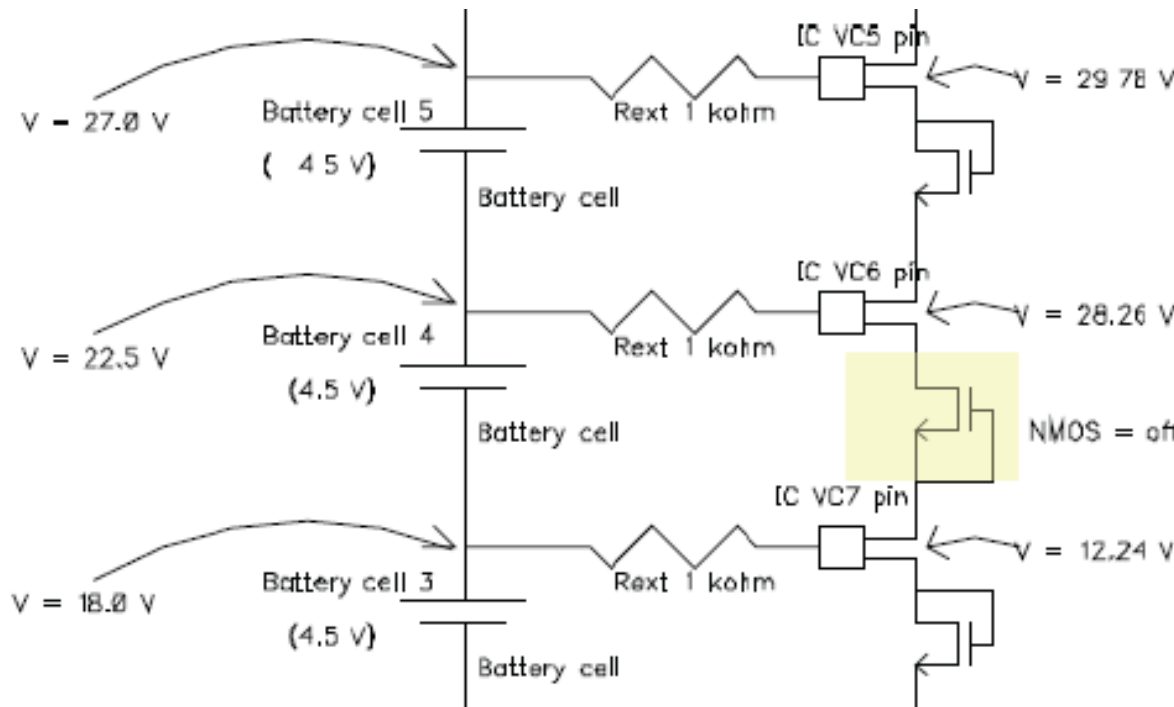 IC VC5 pin
V = 29.78 V
V = 27.0 V
Battery cell 5
Rext 1 kohm
( 4.5 V)
Battery cell
IC VC6 pin
V = 28.26 V
V = 22.5 V
Battery cell 4
Rext 1 kohm
(4.5 V)
NMOS = off
Battery cell
IC VC7 pin
V = 12.24 V
V = 18.0 V
Battery cell 3
Rext 1 kohm
(4.5 V)
Battery cell